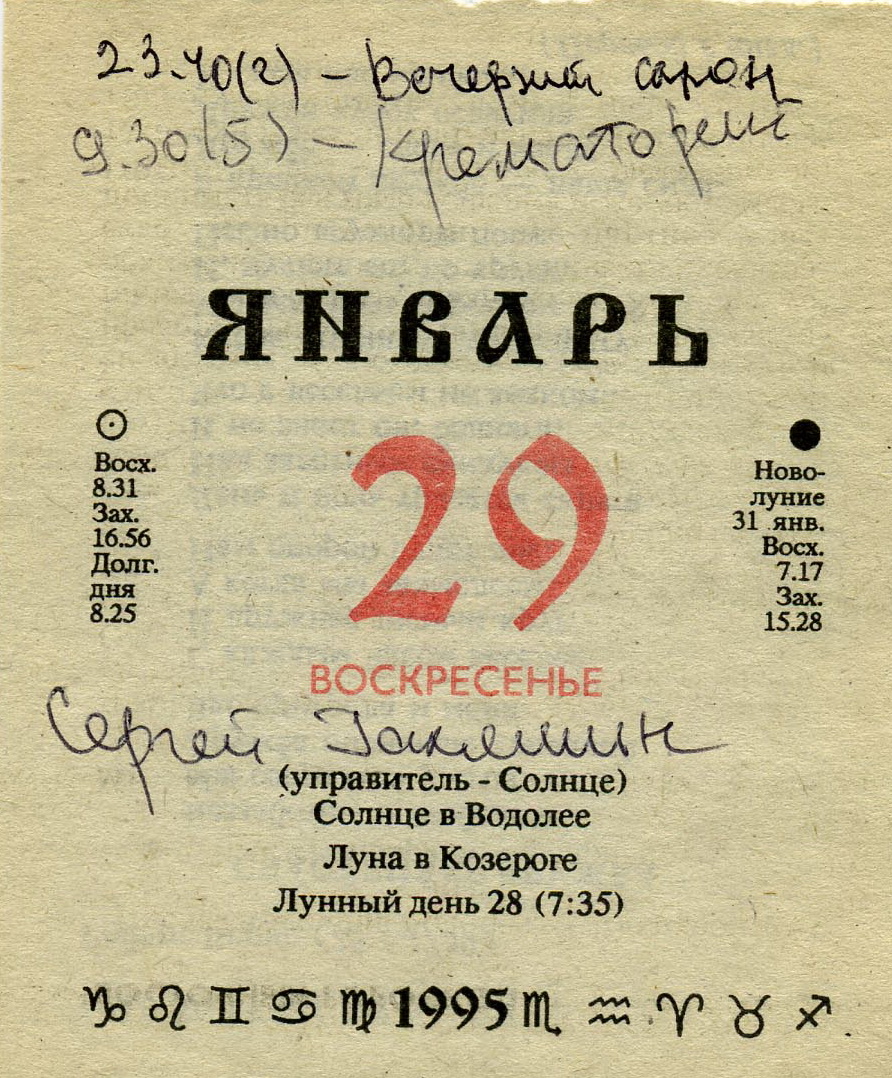 23.40(2) – Вечерний салон
9.30(5) – Крематорий
ЯНВАРЬ
Восх.
8.31
Зах.
16.56
Долг.
дня
8.25
29
Ново-
луние
31 янв.
Восх.
7.17
Зах.
15.28
ВОСКРЕСЕНЬЕ
Сергей
(управитель - Солнце)
Солнце в Водолее
Луна в Козероге
Лунный день 28 (7:35)
♑ ♌ ♊ ♋ ♍ 1995 ♏ ♒ ♈ ♉ ♐